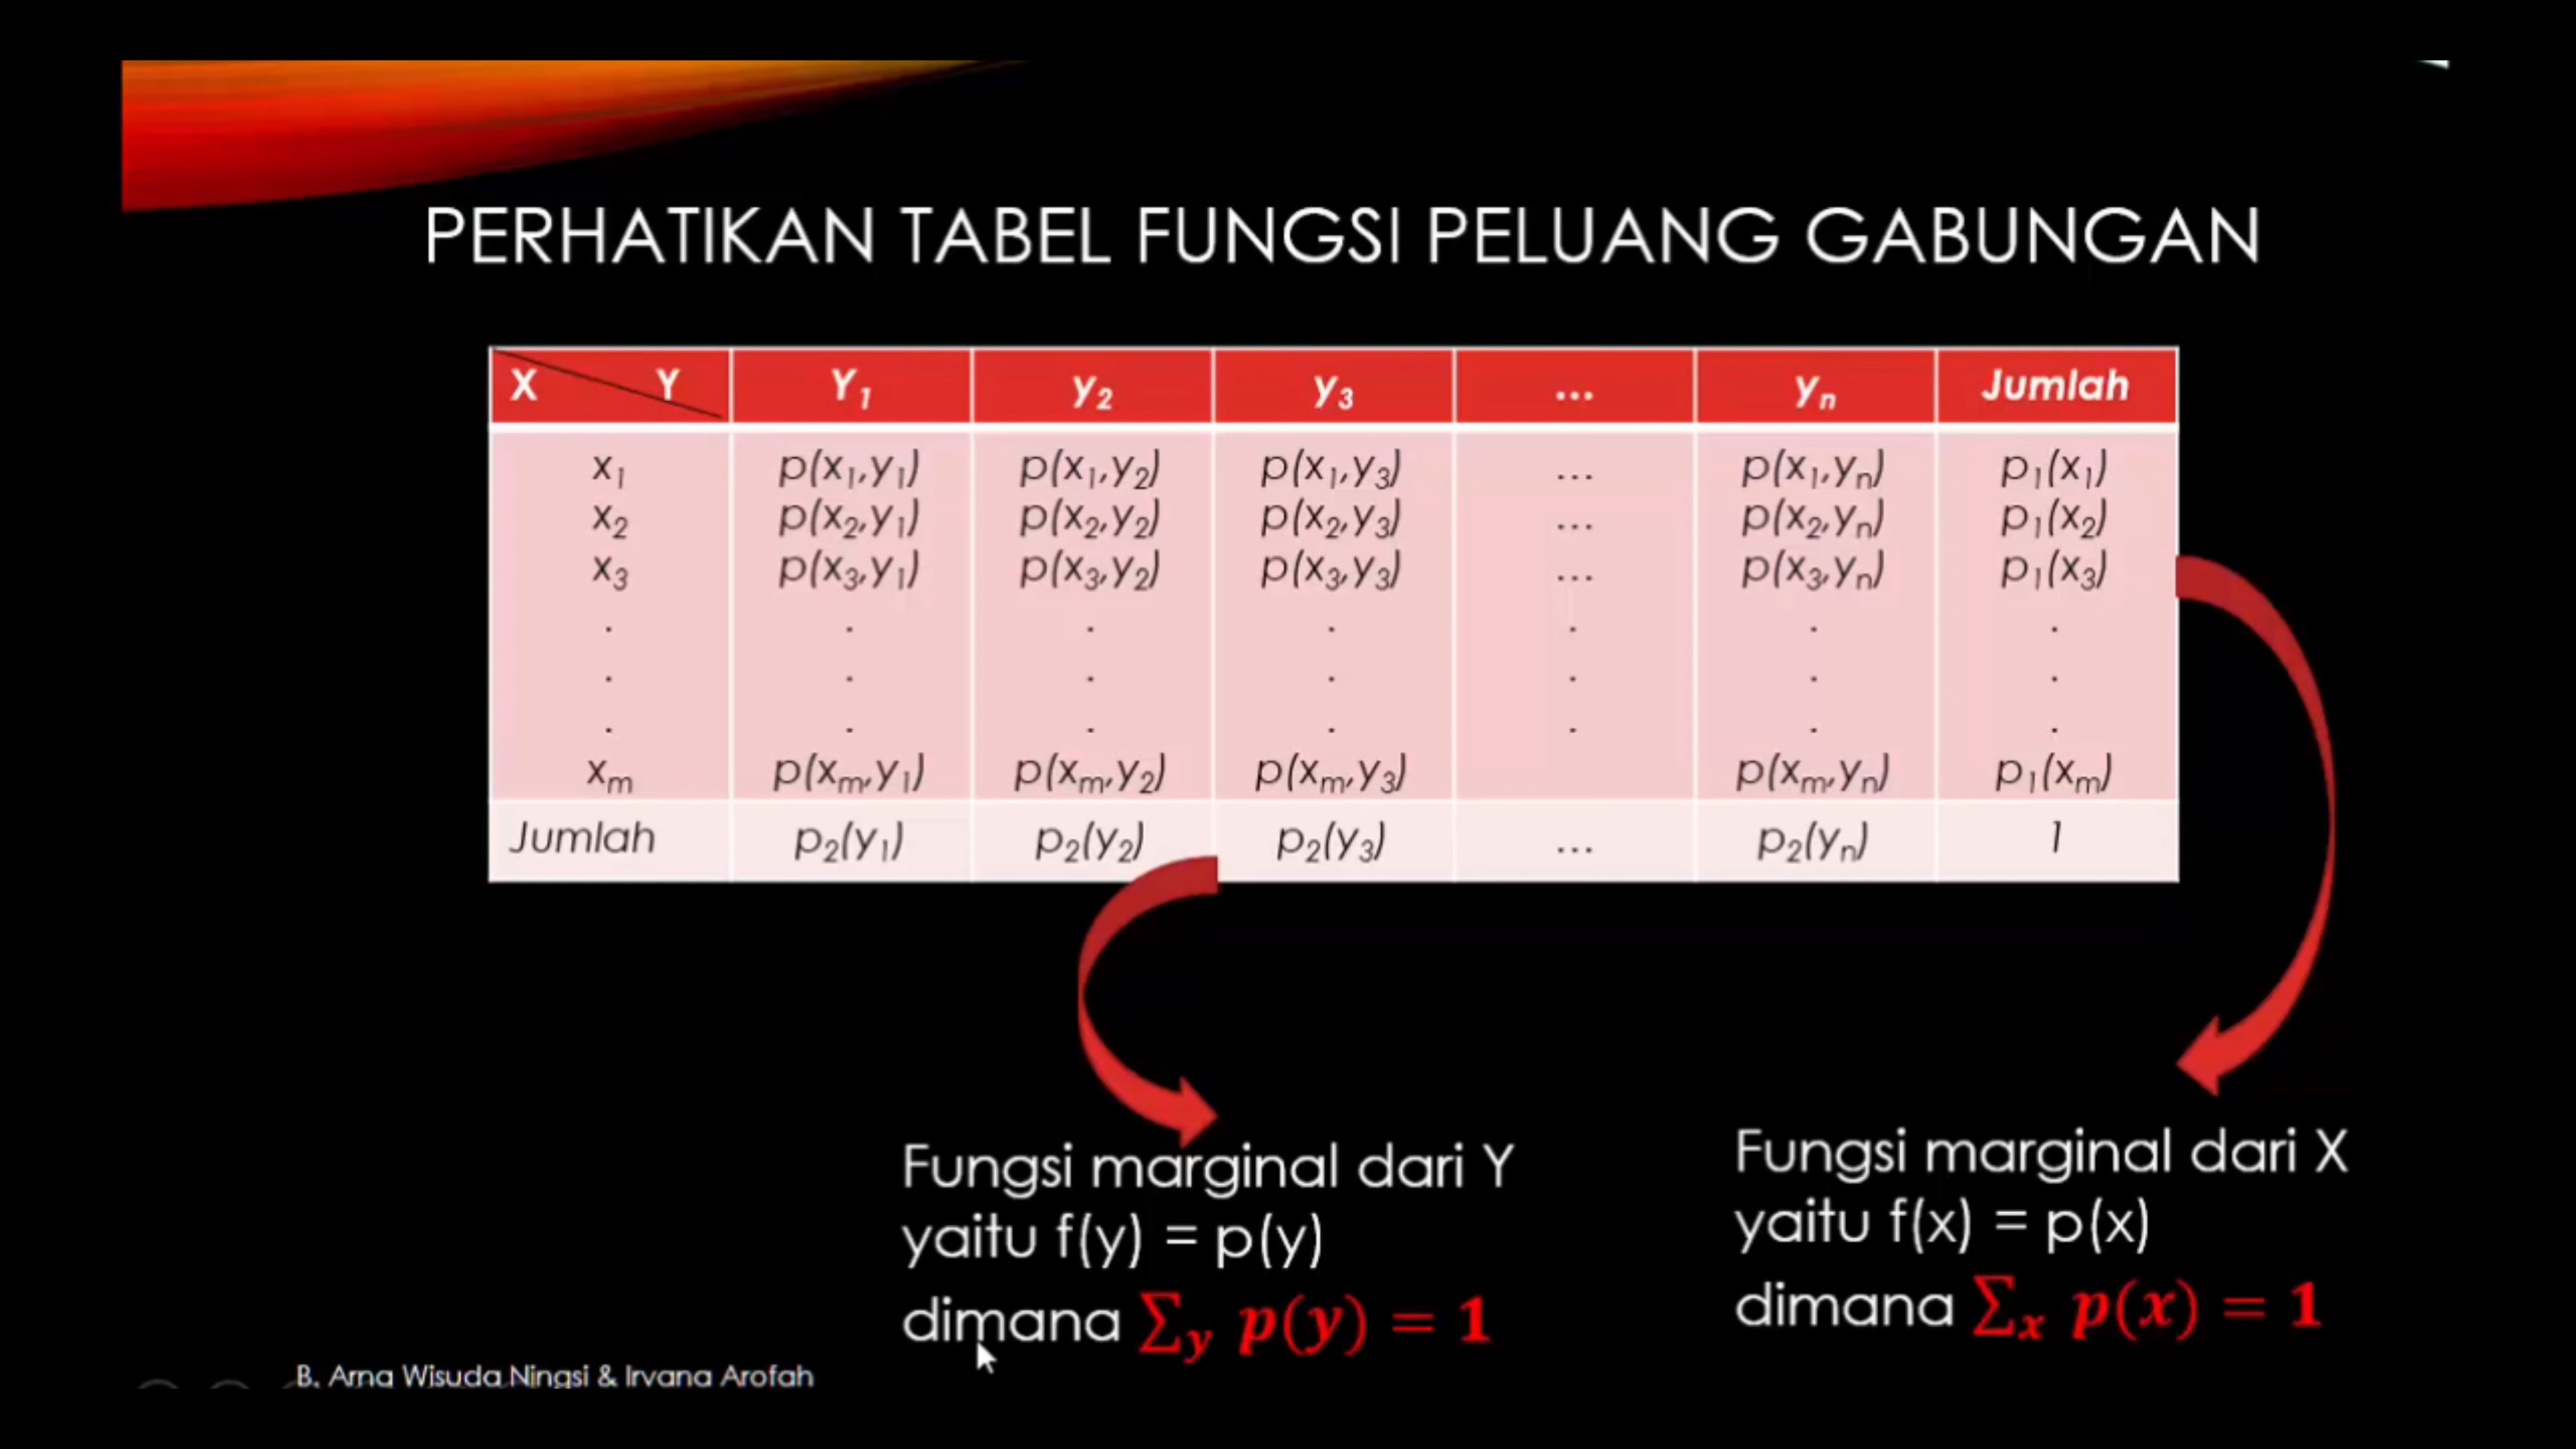 PERHATIKAN TABEL FUNGSI PELUANG GABUNGAN
X Y Y₁ y₂ y₃ ... yₙ Jumlah
x₁ p(x₁,y₁) p(x₁,y₂) p(x₁,y₃) ... p(x₁,yₙ) p₁(x₁)
x₂ p(x₂,y₁) p(x₂,y₂) p(x₂,y₃) ... p(x₂,yₙ) p₁(x₂)
x₃ p(x₃,y₁) p(x₃,y₂) p(x₃,y₃) ... p(x₃,yₙ) p₁(x₃)
. . . . . . .
. . . . . . .
. . . . . . .
xₘ p(xₘ,y₁) p(xₘ,y₂) p(xₘ,y₃) p(xₘ,yₙ) p₁(xₘ)
Jumlah p₂(y₁) p₂(y₂) p₂(y₃) ... p₂(yₙ) 1
Fungsi marginal dari Y
yaitu f(y) = p(y)
dimana ∑y p(y) = 1
Fungsi marginal dari X
yaitu f(x) = p(x)
dimana ∑x p(x) = 1
B. Arna Wisuda Ningsi & Irvana Arofah